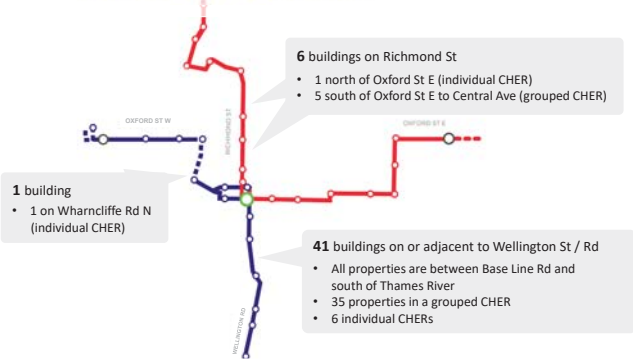 6 buildings on Richmond St
• 1 north of Oxford St E (individual CHER)
• 5 south of Oxford St E to Central Ave (grouped CHER)
OXFORD ST W
RICHMOND ST
OXFORD ST E
1 building
• 1 on Wharncliffe Rd N
(individual CHER)
41 buildings on or adjacent to Wellington St / Rd
• All properties are between Base Line Rd and
south of Thames River
• 35 properties in a grouped CHER
• 6 individual CHERs
WELLINGTON RD